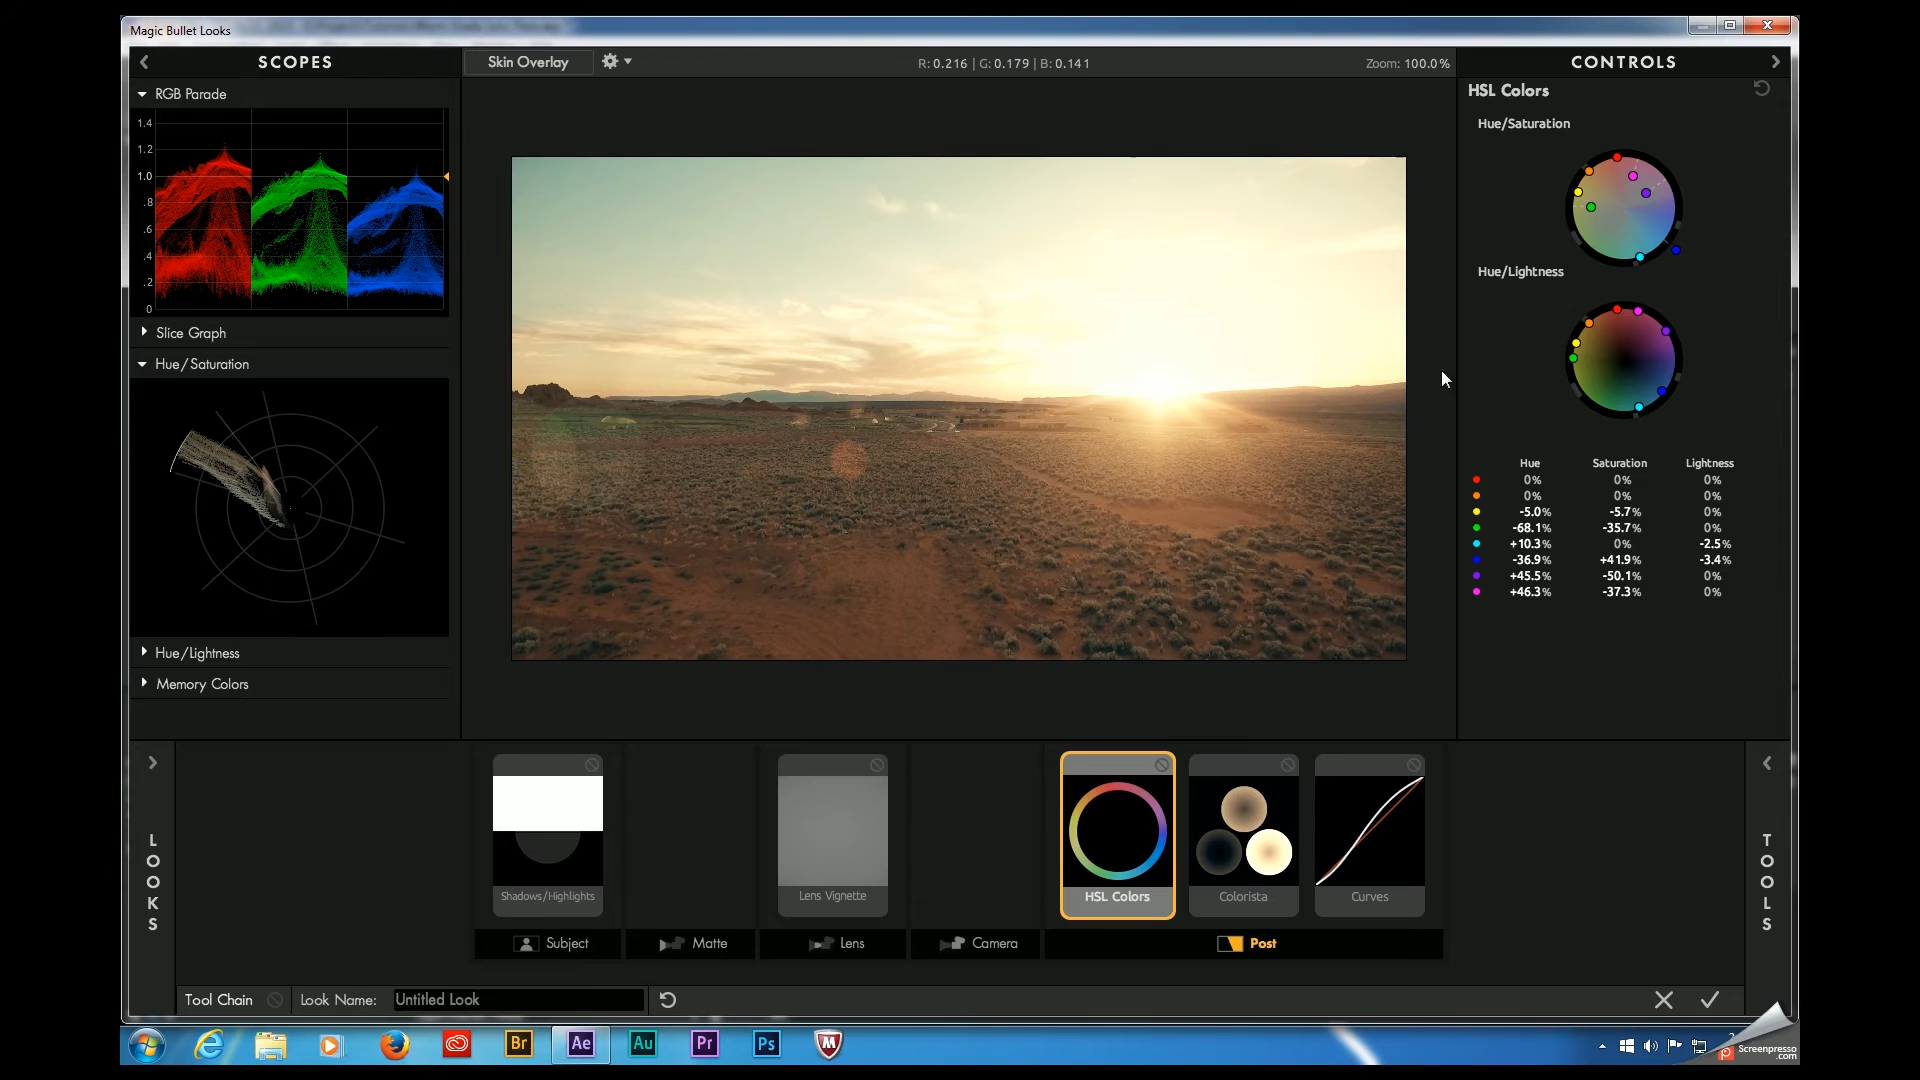 Magic Bullet Looks
SCOPES
Skin Overlay
R: 0.216 | G: 0.179 | B: 0.141
Zoom: 100.0%
CONTROLS
RGB Parade
1.4
1.2
1.0
.8
.6
.4
.2
0
Slice Graph
Hue/Saturation
Hue/Lightness
Memory Colors
HSL Colors
Hue/Saturation
Hue/Lightness
Hue Saturation Lightness
0% 0% 0%
0% 0% 0%
-5.0% -5.7% 0%
-68.1% -35.7% 0%
+10.3% 0% -2.5%
-36.9% +41.9% -3.4%
+45.5% -50.1% 0%
+46.3% -37.3% 0%
LOOKS
Shadows/Highlights
Lens Vignette
HSL Colors
Colorista
Curves
TOOLS
Subject
Matte
Lens
Camera
Post
Tool Chain
Look Name: Untitled Look
Br
Ae
Au
Pr
Ps
Screenpresso
.com